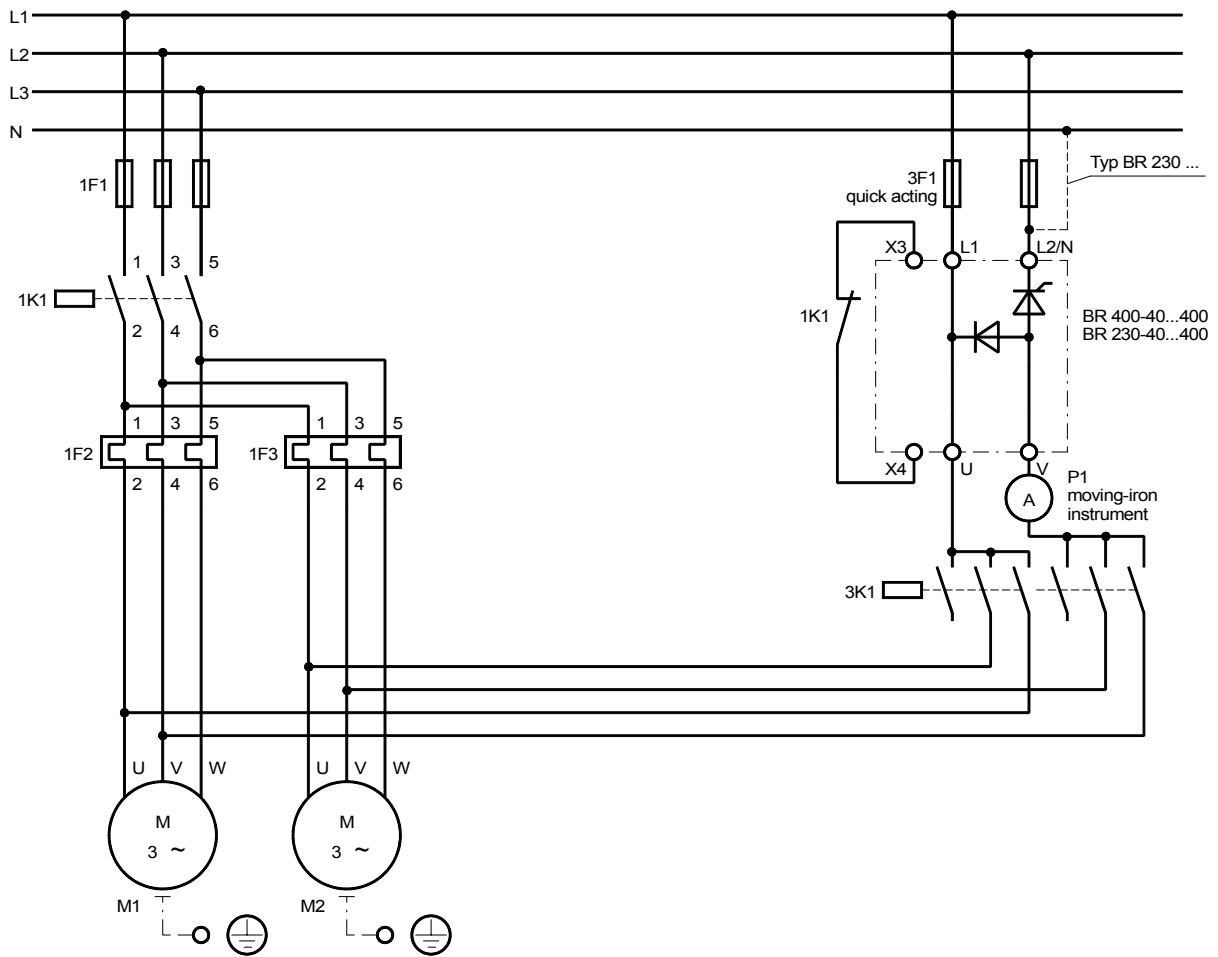 L1
L2
L3
N
1F1
3F1
quick acting
Typ BR 230 ...
X3
L1
L2/N
1 3 5
1K1
2 4 6
1K1
BR 400-40...400
BR 230-40...400
1 3 5
1F2
2 4 6
1 3 5
1F3
2 4 6
X4
U
V
A
P1
moving-iron
instrument
3K1
U V W
M
3 ~
M1
U V W
M
3 ~
M2